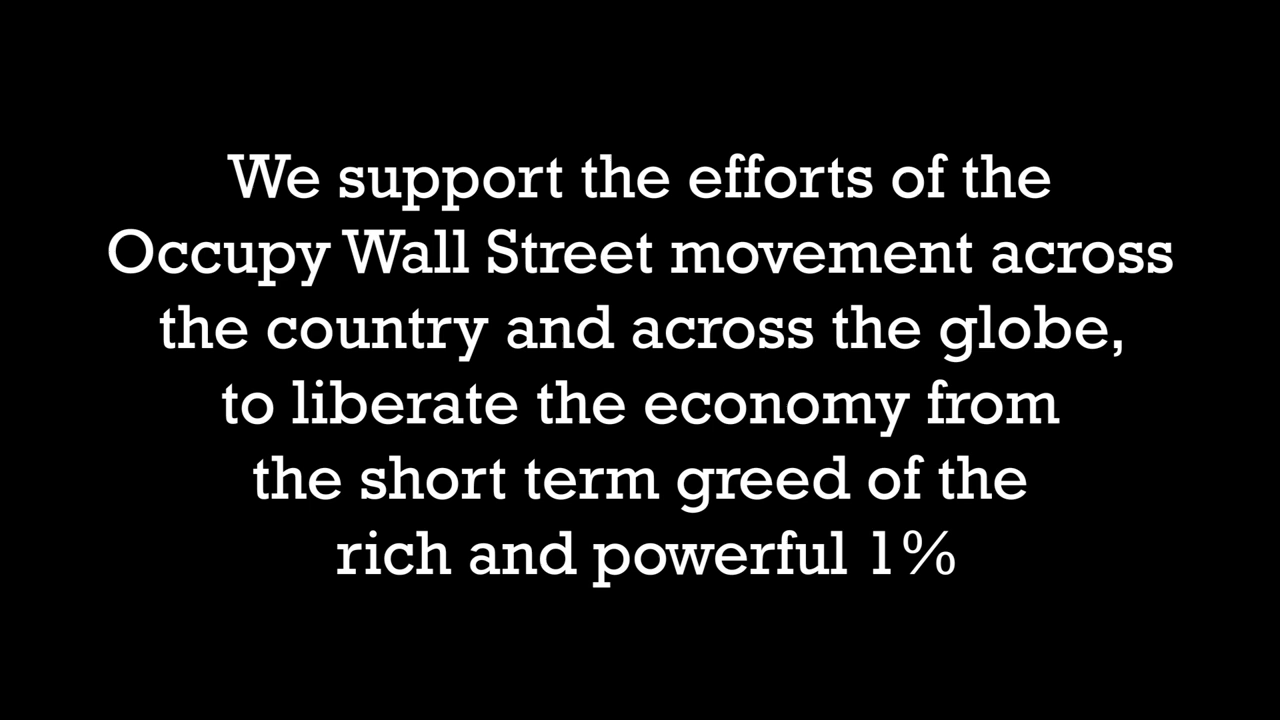 We support the efforts of the
Occupy Wall Street movement across
the country and across the globe,
to liberate the economy from
the short term greed of the
rich and powerful 1%